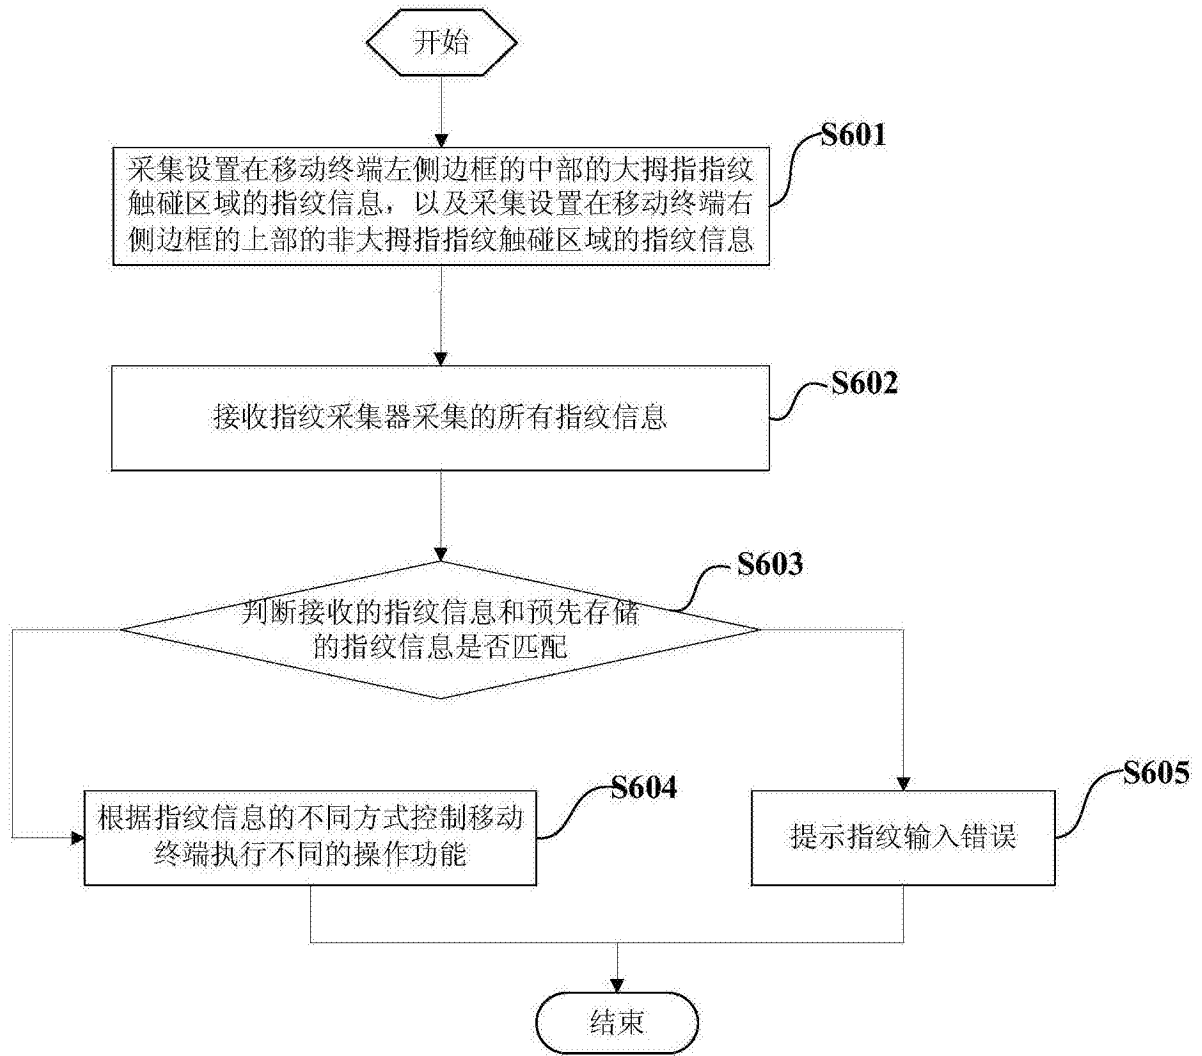 开始
S601
采集设置在移动终端左侧边框的中部的大拇指指纹
触碰区域的指纹信息，以及采集设置在移动终端右
侧边框的上部的非大拇指指纹触碰区域的指纹信息
S602
接收指纹采集器采集的所有指纹信息
S603
判断接收的指纹信息和预先存储
的指纹信息是否匹配
S604
根据指纹信息的不同方式控制移动
终端执行不同的操作功能
S605
提示指纹输入错误
结束